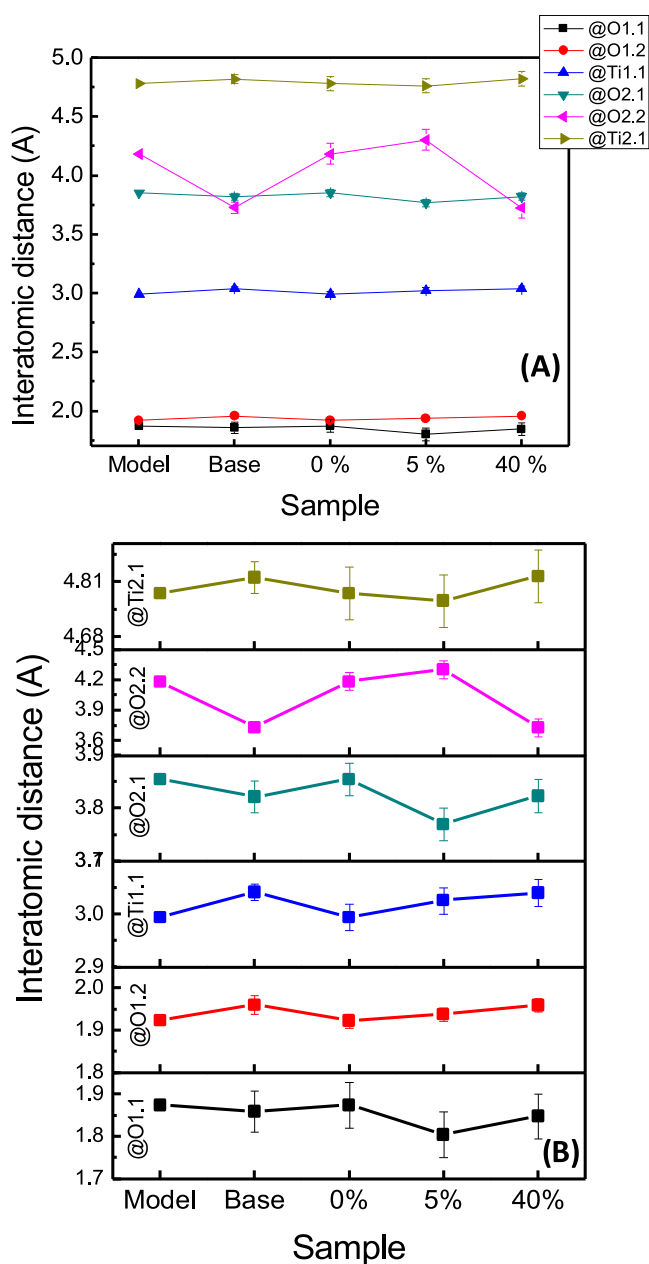 @O1.1
@O1.2
@Ti1.1
@O2.1
@O2.2
@Ti2.1
5.0
4.5
4.0
3.5
3.0
2.5
2.0
Interatomic distance (A)
(A)
Model Base 0 % 5 % 40 %
Sample
4.81
4.68
@Ti2.1
4.5
4.2
3.9
3.6
@O2.2
3.9
3.8
3.7
@O2.1
3.1
3.0
2.9
@Ti1.1
2.0
1.9
1.8
@O1.2
1.9
1.8
1.7
@O1.1
Interatomic distance (A)
(B)
Model Base 0% 5% 40%
Sample